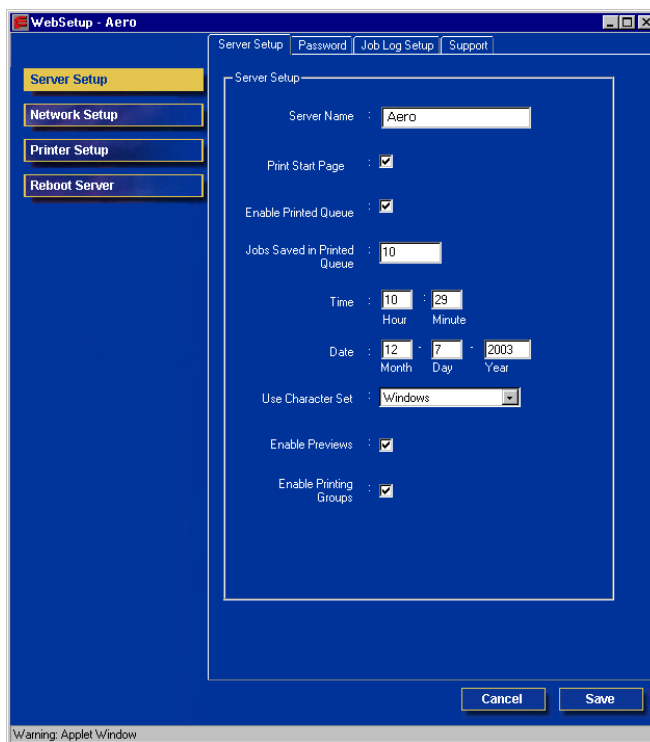 WebSetup - Aero
Server Setup Password Job Log Setup Support
Server Setup
Network Setup
Printer Setup
Reboot Server
Server Setup
Server Name : Aero
Print Start Page :
Enable Printed Queue :
Jobs Saved in Printed Queue : 10
Time : 10 : 29
Hour Minute
Date : 12 - 7 - 2003
Month Day Year
Use Character Set : Windows
Enable Previews :
Enable Printing Groups :
Cancel Save
Warning: Applet Window